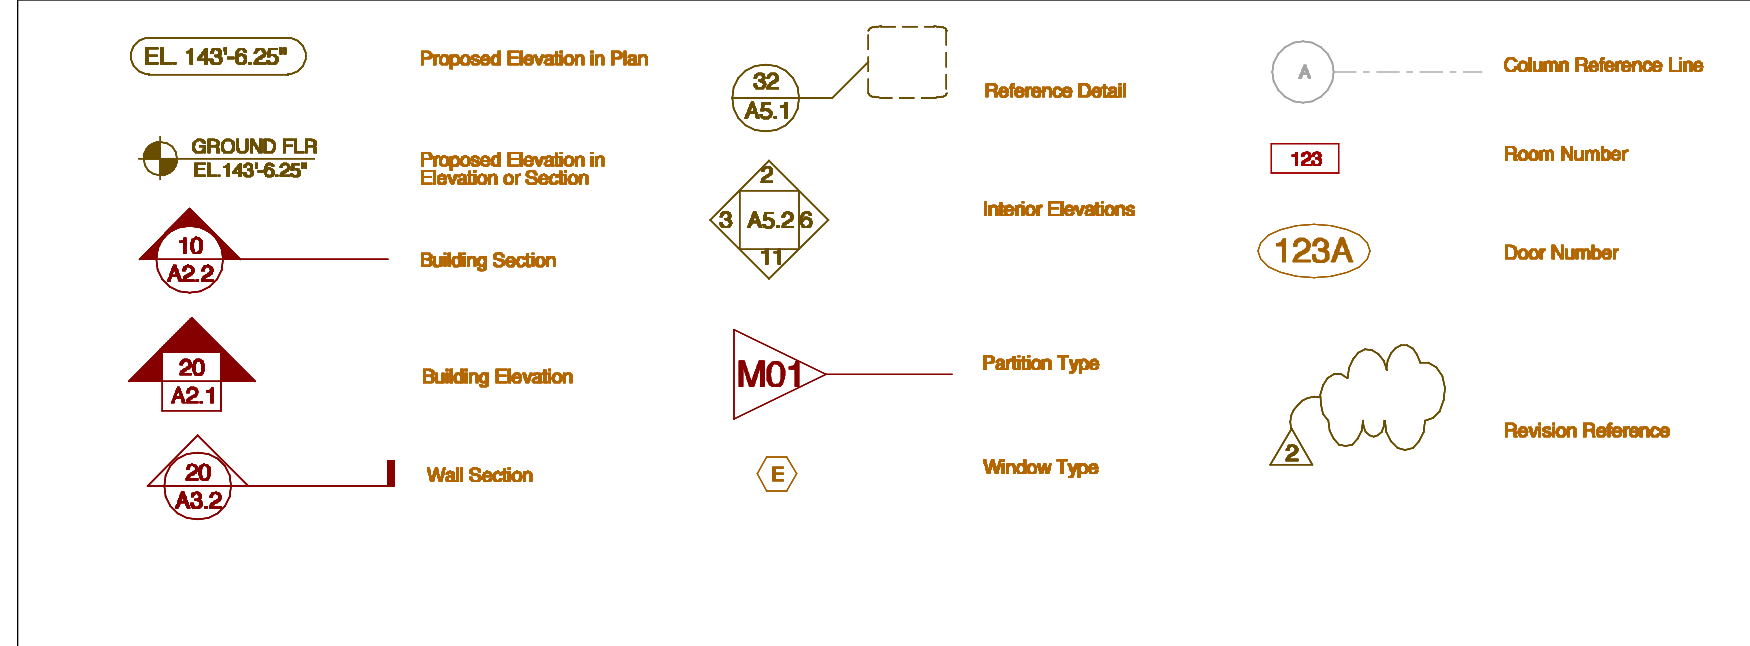 EL. 143'-6.25"
Proposed Elevation in Plan
GROUND FLR
EL.143'-6.25"
Proposed Elevation in
Elevation or Section
10
A2.2
Building Section
20
A2.1
Building Elevation
20
A3.2
Wall Section
32
A5.1
Reference Detail
2
3 A5.2 6
11
Interior Elevations
M01
Partition Type
E
Window Type
A
Column Reference Line
123
Room Number
123A
Door Number
2
Revision Reference